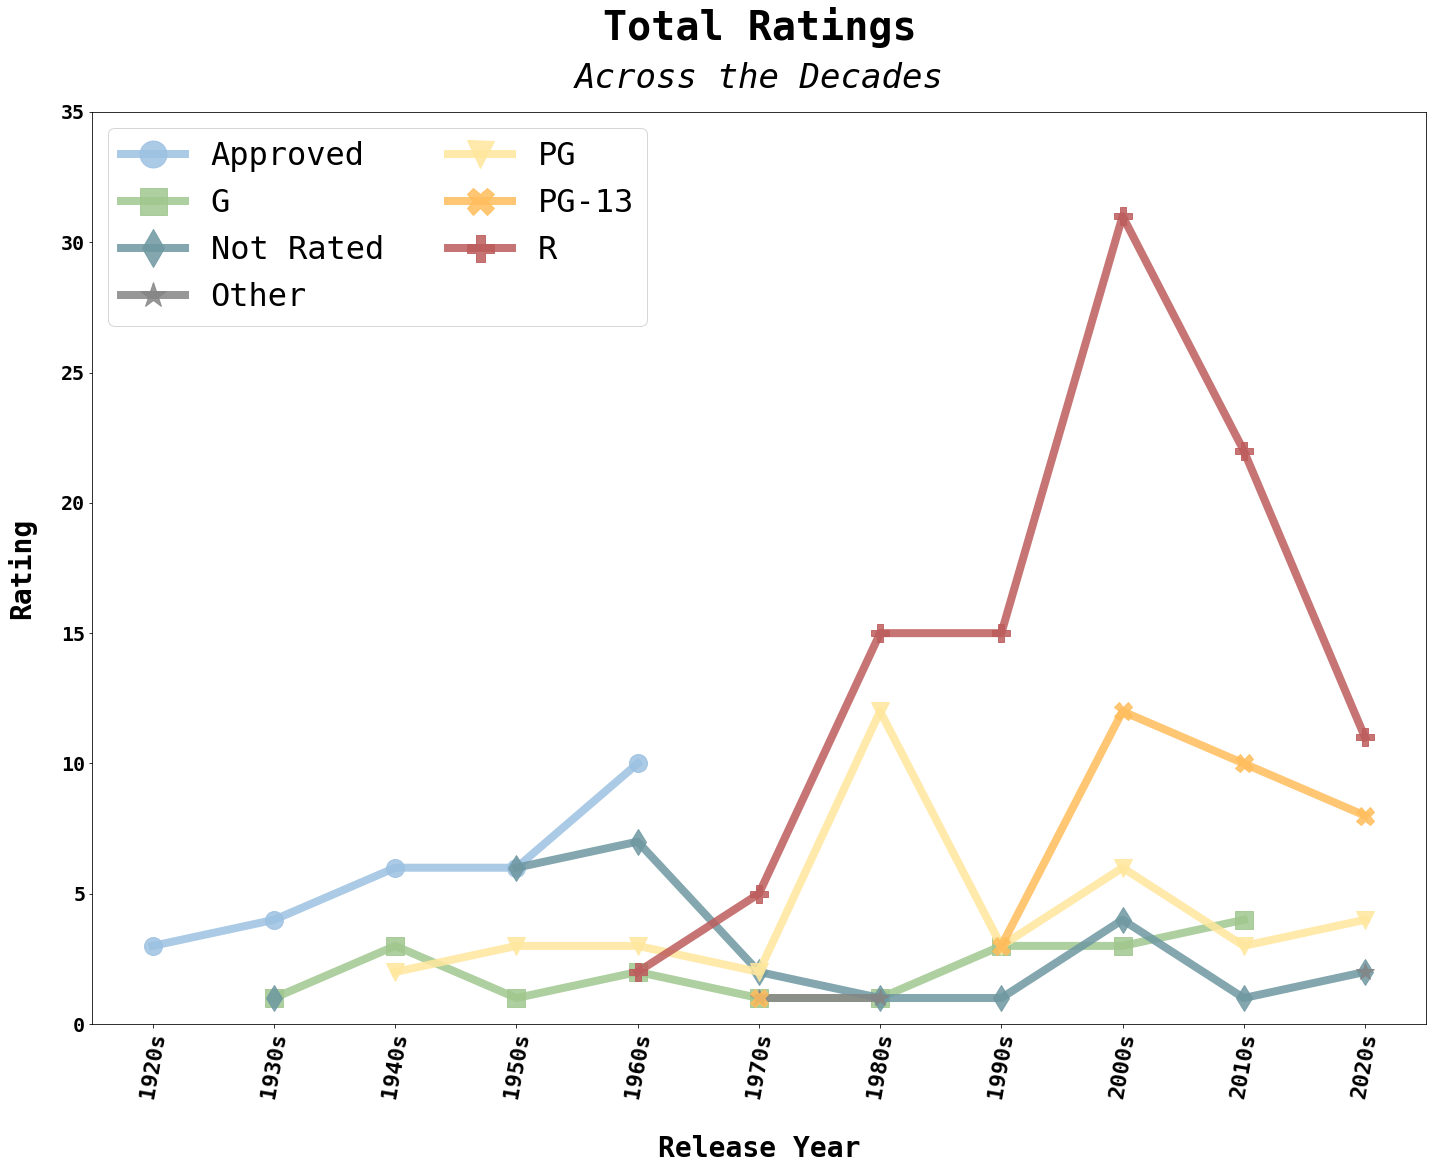 Total Ratings
Across the Decades
35
30
25
20
15
10
5
0
Rating
Approved
G
Not Rated
Other
PG
PG-13
R
1920s 1930s 1940s 1950s 1960s 1970s 1980s 1990s 2000s 2010s 2020s
Release Year